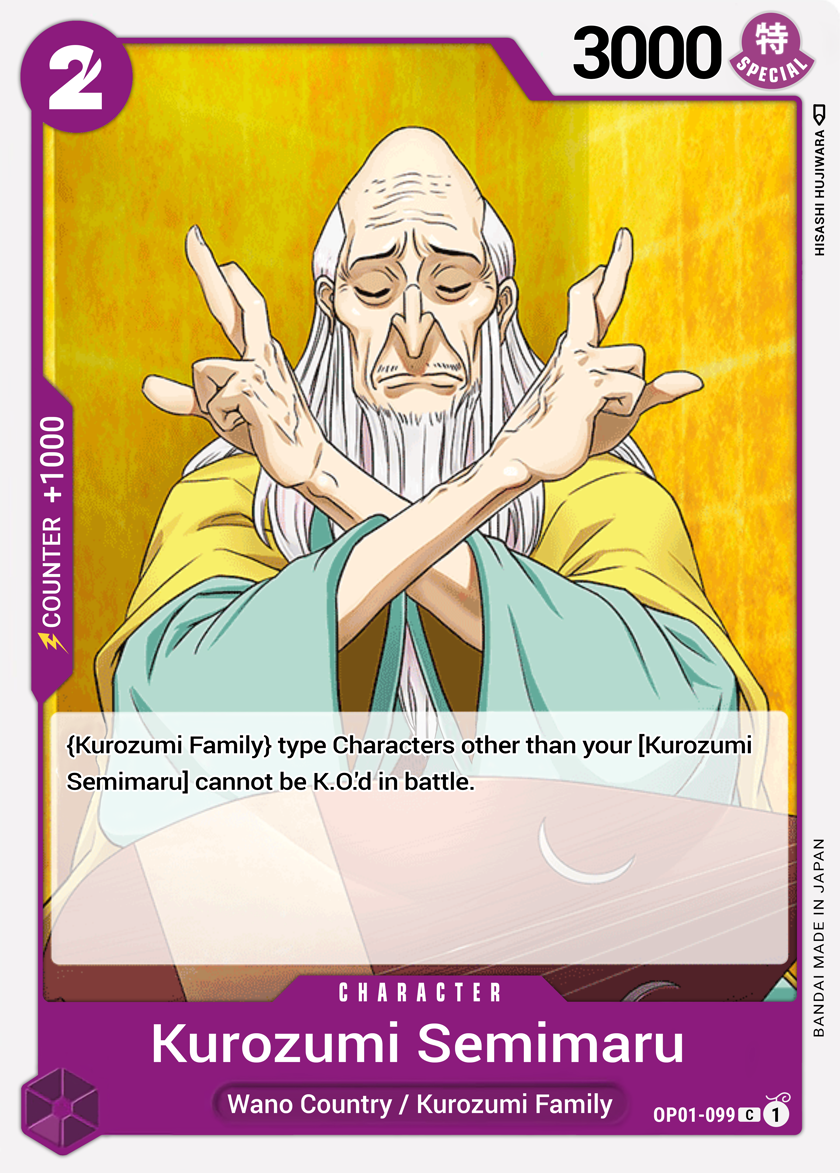 2
3000
特
SPECIAL
HISASHI HUJIWARA
COUNTER +1000
{Kurozumi Family} type Characters other than your [Kurozumi
Semimaru] cannot be K.O.'d in battle.
BANDAI MADE IN JAPAN
CHARACTER
Kurozumi Semimaru
Wano Country / Kurozumi Family
OP01-099 C 1